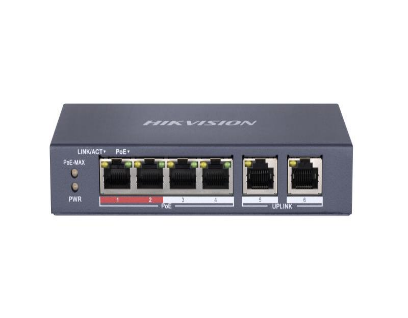 HIKVISION
LINK/ACT PoE
PoE-MAX
PWR
1 2 3 4 5 6
PoE UPLINK